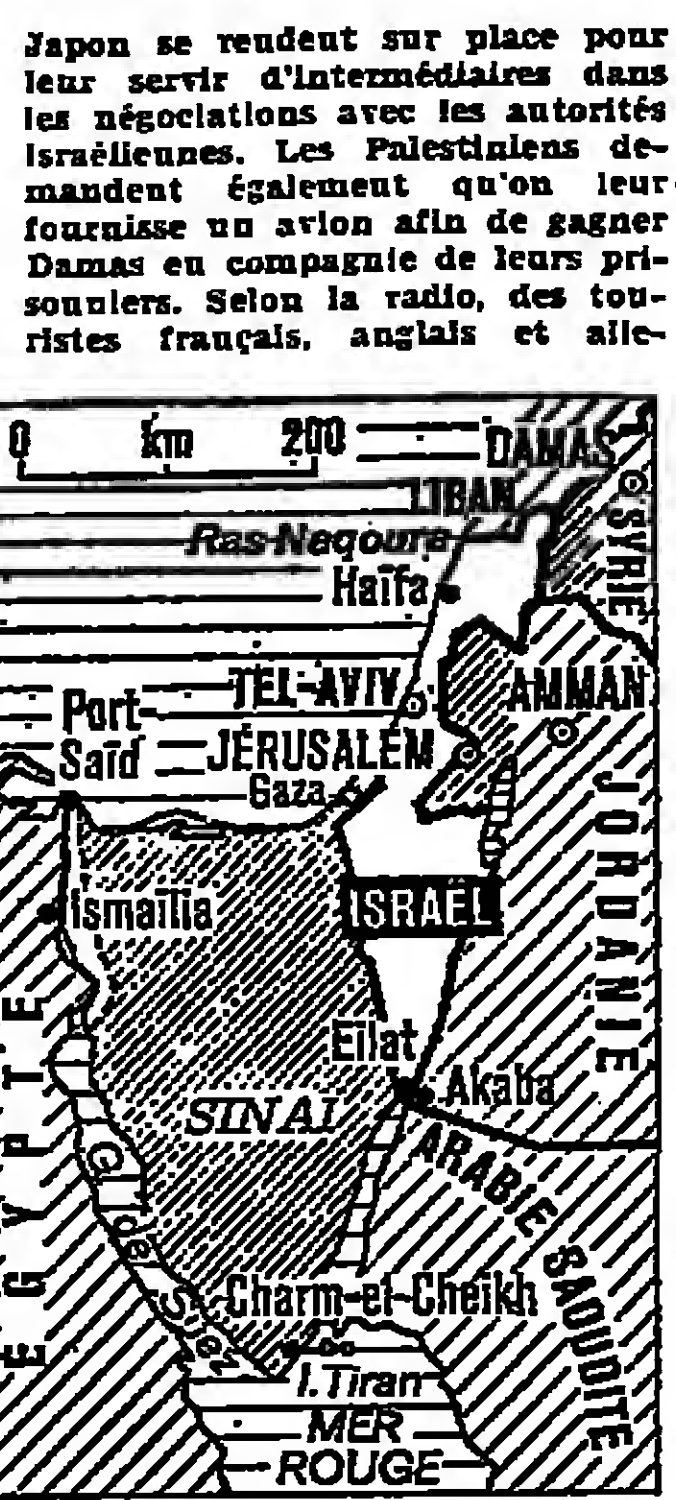 Japon se rendent sur place pour
leur servir d'intermédiaires dans
les négociations avec les autorités
israéliennes. Les Palestiniens de-
mandent également qu'on leur
fournisse un avion afin de gagner
Damas en compagnie de leurs pri-
sonniers. Selon la radio, des tou-
ristes français, anglais et alle-
0 km 200
DAMAS
LIBAN
SYRIE
Ras-Naqoura
Haïfa
TEL-AVIV
AMMAN
Port-
Saïd
JÉRUSALEM
Gaza
JORDANIE
ISRAËL
Ismaïlia
EGYPTE
Eilat
Akaba
SINAÏ
ARABIE SAOUDITE
G. de Suez
Charm-el-Cheïkh
I. Tiran
MER
ROUGE